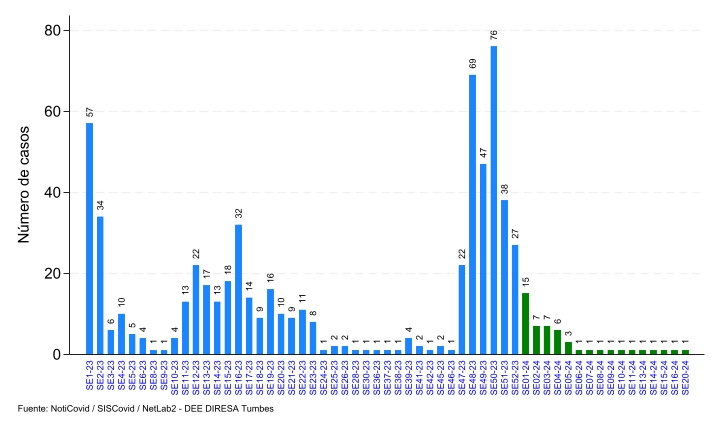 Número de casos
80
60
40
20
0
57
34
6
10
5
4
1
1
4
13
22
17
13
18
32
14
9
16
10
9
11
8
1
2
2
1
1
1
1
1
4
2
1
2
1
22
69
47
76
38
27
15
7
7
6
3
1
1
1
1
1
1
1
1
1
1
1
SE1-23
SE2-23
SE3-23
SE4-23
SE5-23
SE6-23
SE8-23
SE9-23
SE10-23
SE11-23
SE12-23
SE13-23
SE14-23
SE15-23
SE16-23
SE17-23
SE18-23
SE19-23
SE20-23
SE21-23
SE22-23
SE23-23
SE24-23
SE25-23
SE26-23
SE28-23
SE30-23
SE36-23
SE37-23
SE38-23
SE39-23
SE41-23
SE42-23
SE45-23
SE46-23
SE47-23
SE48-23
SE49-23
SE50-23
SE51-23
SE52-23
SE01-24
SE02-24
SE03-24
SE04-24
SE05-24
SE06-24
SE07-24
SE08-24
SE09-24
SE10-24
SE11-24
SE13-24
SE14-24
SE15-24
SE16-24
SE20-24
Fuente: NotiCovid / SISCovid / NetLab2 - DEE DIRESA Tumbes